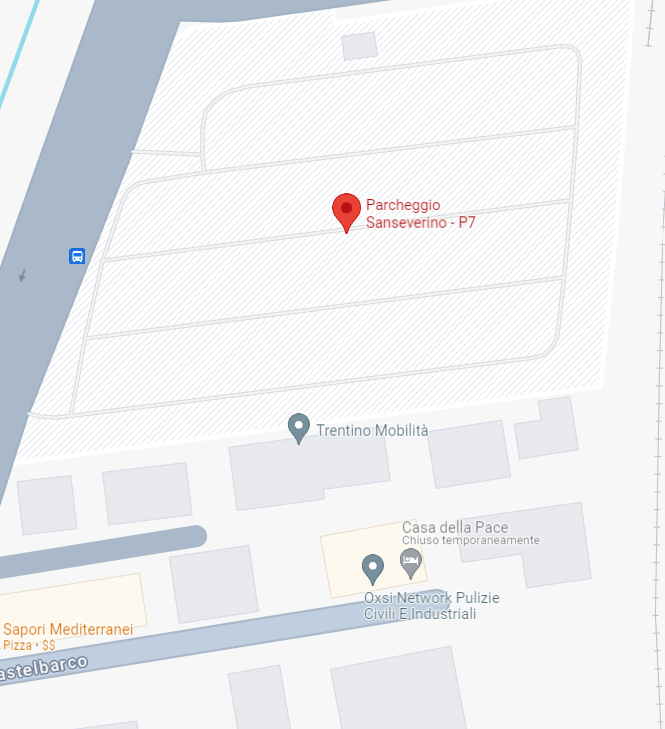 Parcheggio
Sanseverino - P7
Trentino Mobilità
Casa della Pace
Chiuso temporaneamente
Oxsi Network Pulizie
Civili E Industriali
Sapori Mediterranei
Pizza • $$
astelbarco